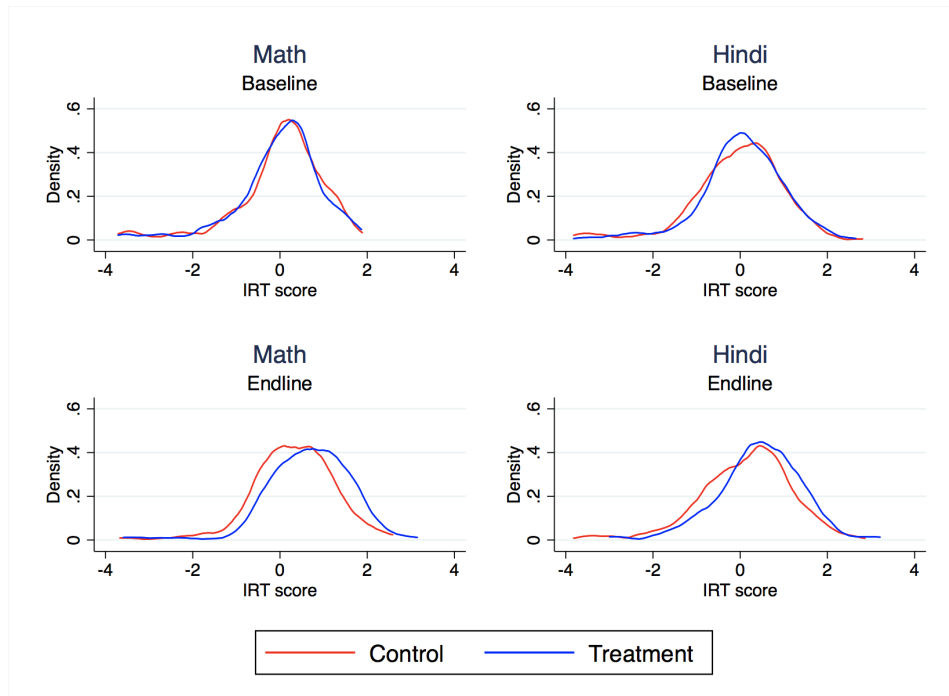 Math
Baseline
Density
0 .2 .4 .6
-4 -2 0 2 4
IRT score
Hindi
Baseline
Density
0 .2 .4 .6
-4 -2 0 2 4
IRT score
Math
Endline
Density
0 .2 .4 .6
-4 -2 0 2 4
IRT score
Hindi
Endline
Density
0 .2 .4 .6
-4 -2 0 2 4
IRT score
Control Treatment